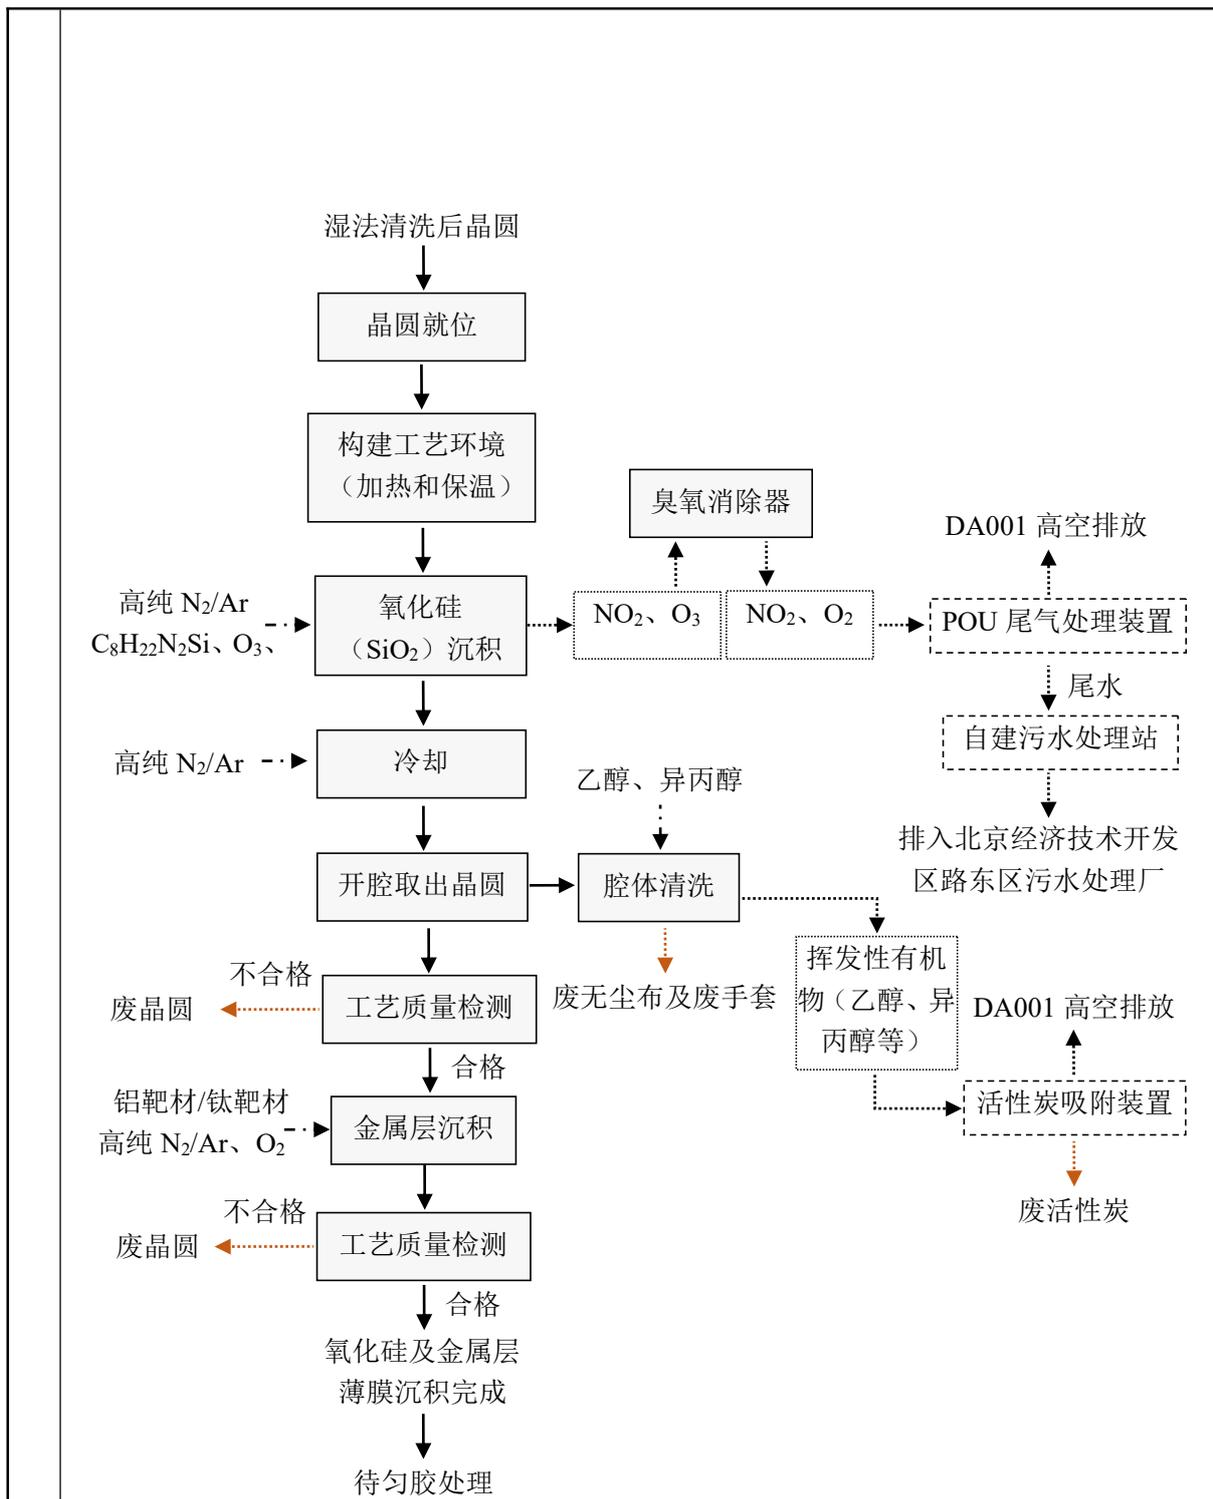 湿法清洗后晶圆
晶圆就位
构建工艺环境
（加热和保温）
臭氧消除器
DA001 高空排放
高纯 N₂/Ar
C₈H₂₂N₂Si、O₃、
氧化硅
（SiO₂）沉积
NO₂、O₃
NO₂、O₂
POU 尾气处理装置
尾水
自建污水处理站
高纯 N₂/Ar
冷却
乙醇、异丙醇
排入北京经济技术开发
区路东区污水处理厂
开腔取出晶圆
腔体清洗
挥发性有机
物（乙醇、异
丙醇等）
不合格
废晶圆
工艺质量检测
废无尘布及废手套
DA001 高空排放
合格
铝靶材/钛靶材
高纯 N₂/Ar、O₂
金属层沉积
活性炭吸附装置
废活性炭
不合格
废晶圆
工艺质量检测
合格
氧化硅及金属层
薄膜沉积完成
待匀胶处理